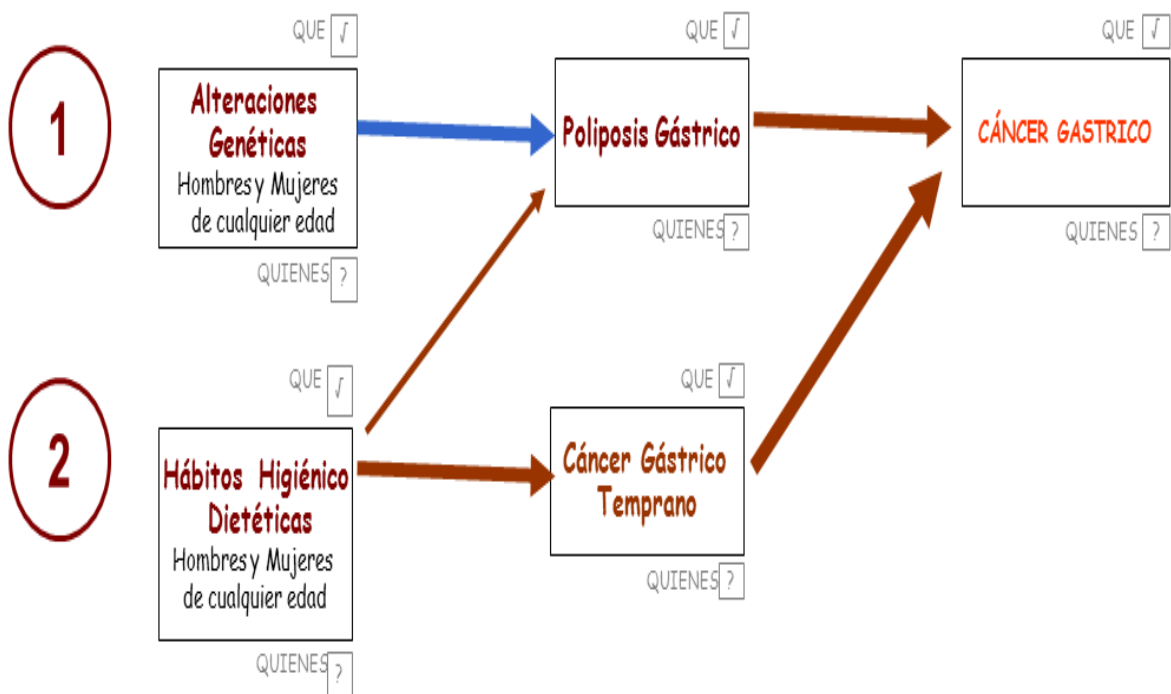 QUE √
QUE √
QUE √
1
Alteraciones
Genéticas
Hombres y Mujeres
de cualquier edad
QUIENES ?
Poliposis Gástrico
QUIENES ?
CÁNCER GASTRICO
QUIENES ?
2
QUE √
Hábitos Higiénico
Dietéticas
Hombres y Mujeres
de cualquier edad
QUIENES ?
QUE √
Cáncer Gástrico
Temprano
QUIENES ?